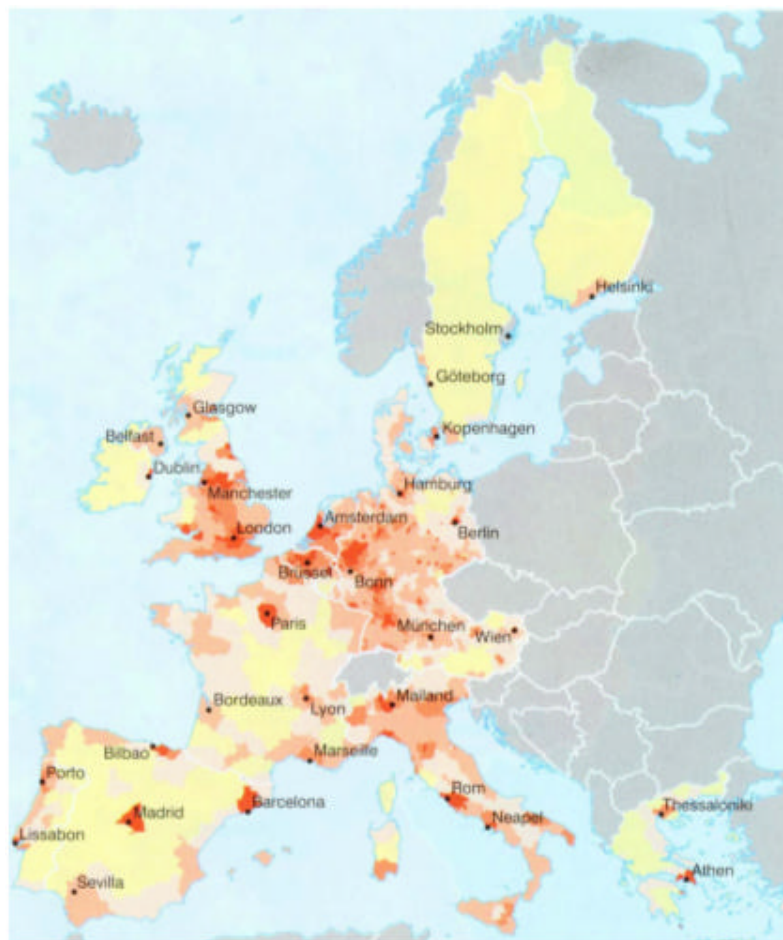 Helsinki
Stockholm
Göteborg
Glasgow
Kopenhagen
Belfast
Dublin
Hamburg
Manchester
Amsterdam
London
Berlin
Brüssel
Bonn
Paris
München
Wien
Bordeaux
Lyon
Mailand
Bilbao
Marseille
Porto
Rom
Barcelona
Madrid
Thessaloniki
Neapel
Lissabon
Athen
Sevilla